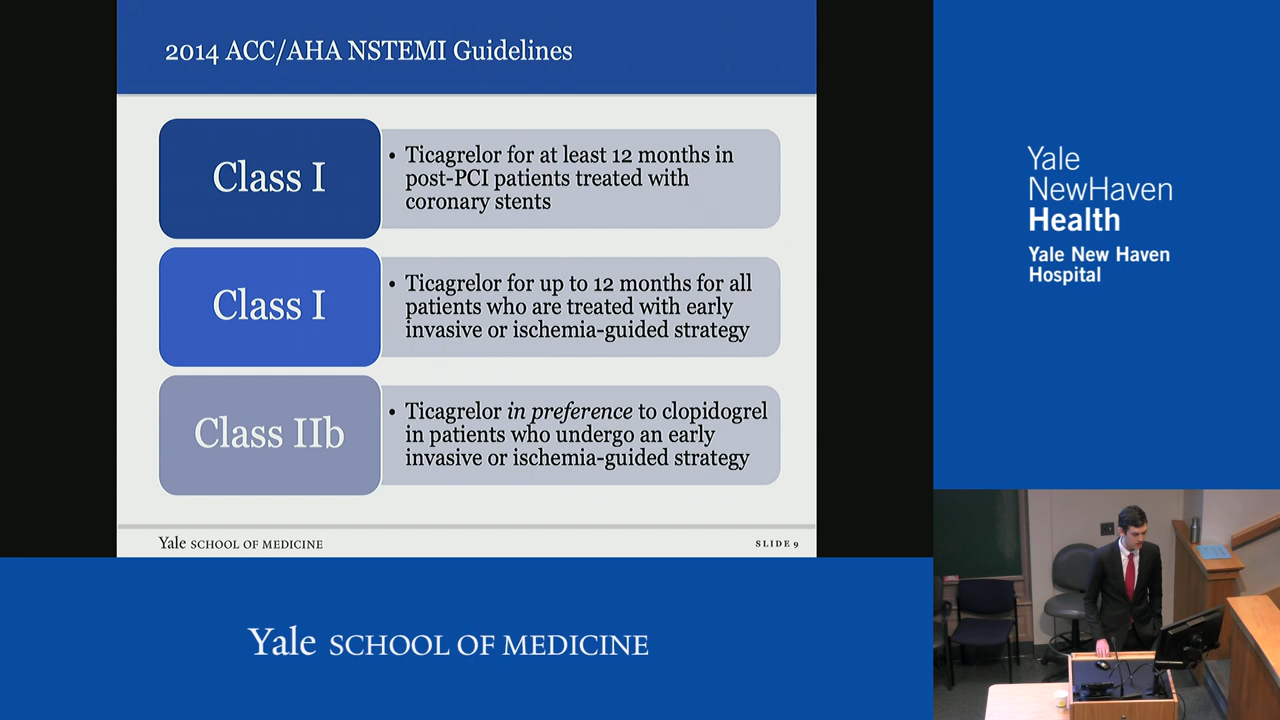 2014 ACC/AHA NSTEMI Guidelines
Class I
• Ticagrelor for at least 12 months in
post-PCI patients treated with
coronary stents
Class I
• Ticagrelor for up to 12 months for all
patients who are treated with early
invasive or ischemia-guided strategy
Class IIb
• Ticagrelor in preference to clopidogrel
in patients who undergo an early
invasive or ischemia-guided strategy
Yale SCHOOL OF MEDICINE
SLIDE 9
Yale
NewHaven
Health
Yale New Haven
Hospital
Yale SCHOOL OF MEDICINE